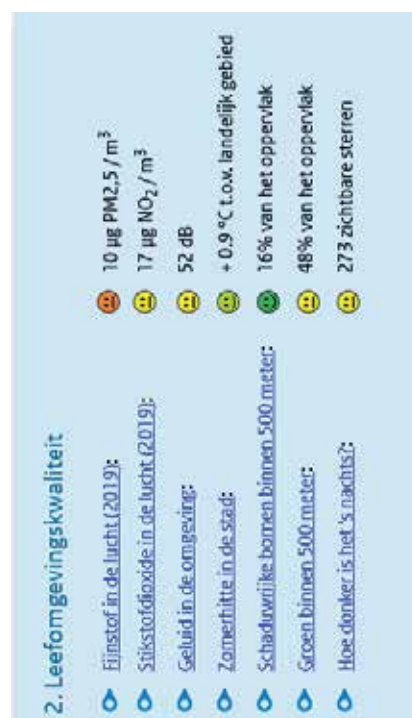 2. Leefomgevingskwaliteit
Fijnstof in de lucht (2019): 10 µg PM2,5 / m³
Stikstofdioxide in de lucht (2019): 17 µg NO₂ / m³
Geluid in de omgeving: 52 dB
Zomerhitte in de stad: + 0.9 °C t.o.v. landelijk gebied
Schaduwrijke bomen binnen 500 meter: 16% van het oppervlak
Groen binnen 500 meter: 48% van het oppervlak
Hoe donker is het 's nachts?: 273 zichtbare sterren